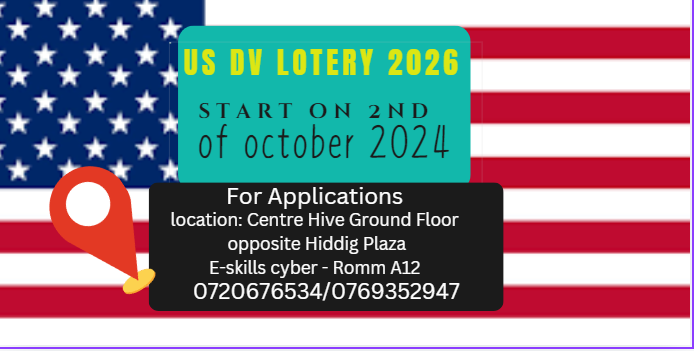 US DV LOTERY 2026
START ON 2ND
of october 2024
For Applications
location: Centre Hive Ground Floor
opposite Hiddig Plaza
E-skills cyber - Romm A12
0720676534/0769352947